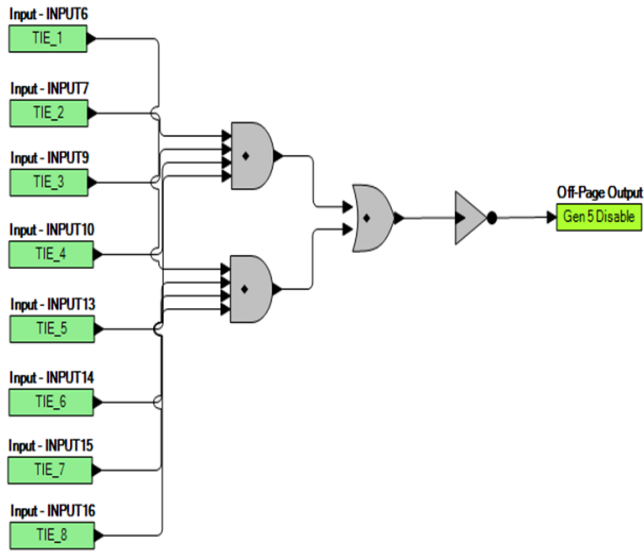 Input - INPUT6
TIE_1
Input - INPUT7
TIE_2
Input - INPUT9
TIE_3
Input - INPUT10
TIE_4
Input - INPUT13
TIE_5
Input - INPUT14
TIE_6
Input - INPUT15
TIE_7
Input - INPUT16
TIE_8
Off-Page Output
Gen 5 Disable